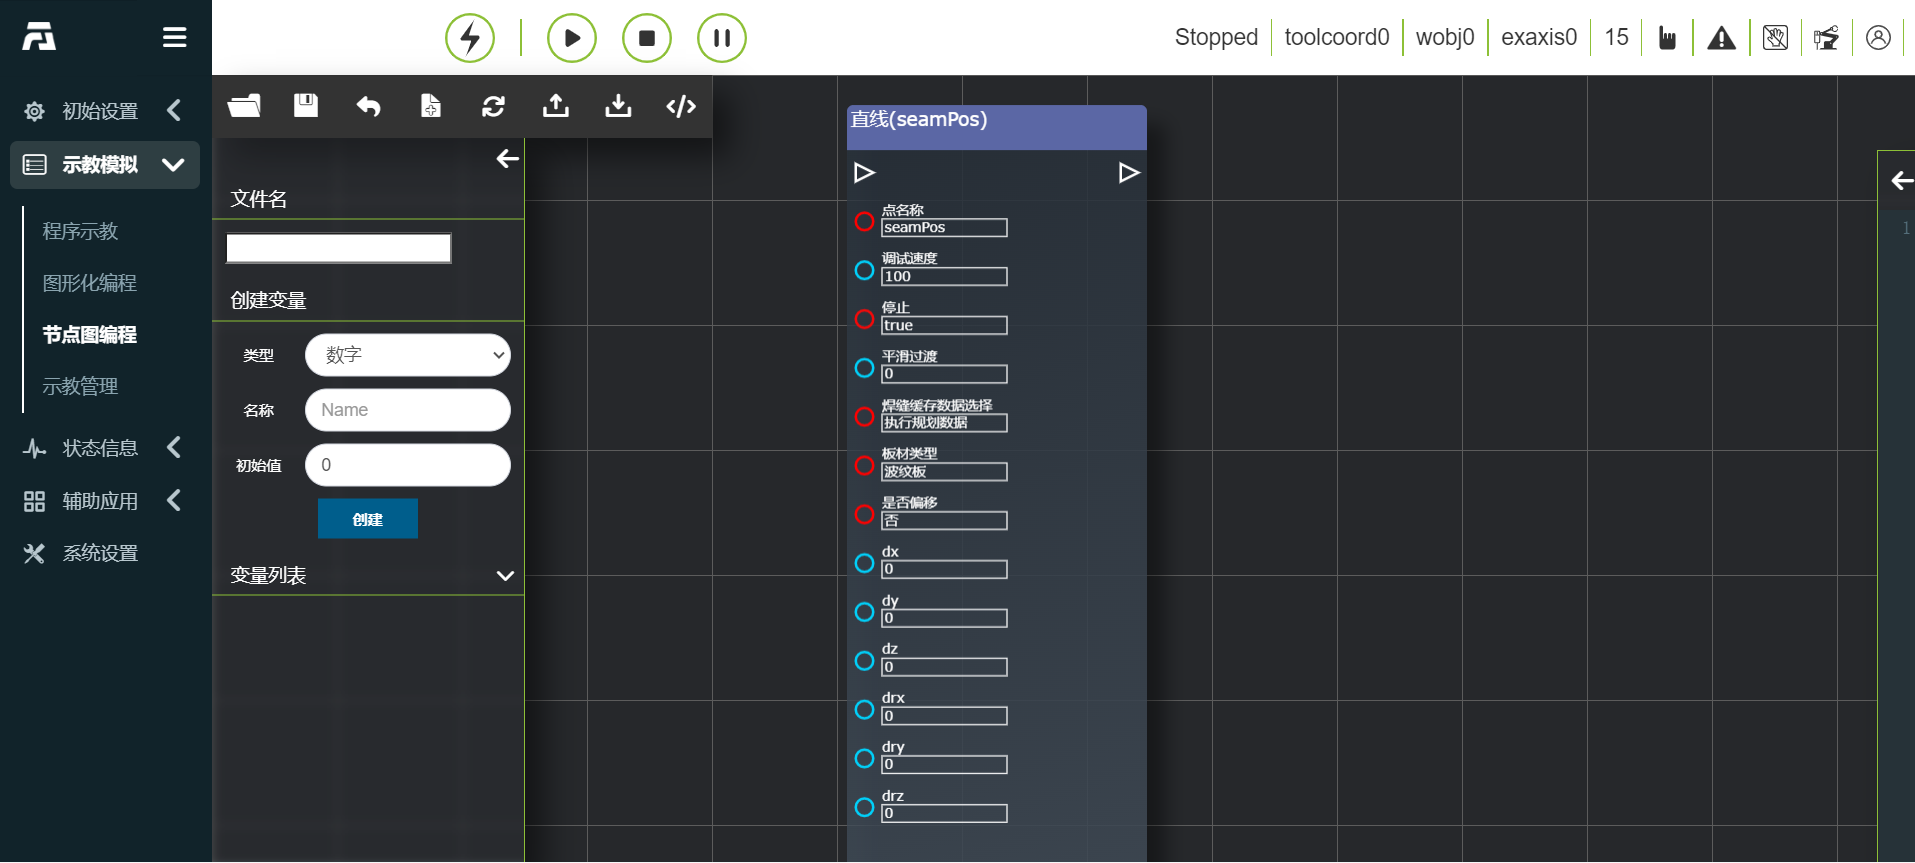 Stopped
toolcoord0
wobj0
exaxis0
15
初始设置
示教模拟
程序示教
图形化编程
节点图编程
示教管理
状态信息
辅助应用
系统设置
文件名
创建变量
类型
数字
名称
Name
初始值
0
创建
变量列表
直线(seamPos)
点名称
seamPos
调试速度
100
停止
true
平滑过渡
0
焊缝缓存数据选择
执行规划数据
板材类型
波纹板
是否偏移
否
dx
0
dy
0
dz
0
drx
0
dry
0
drz
0
1